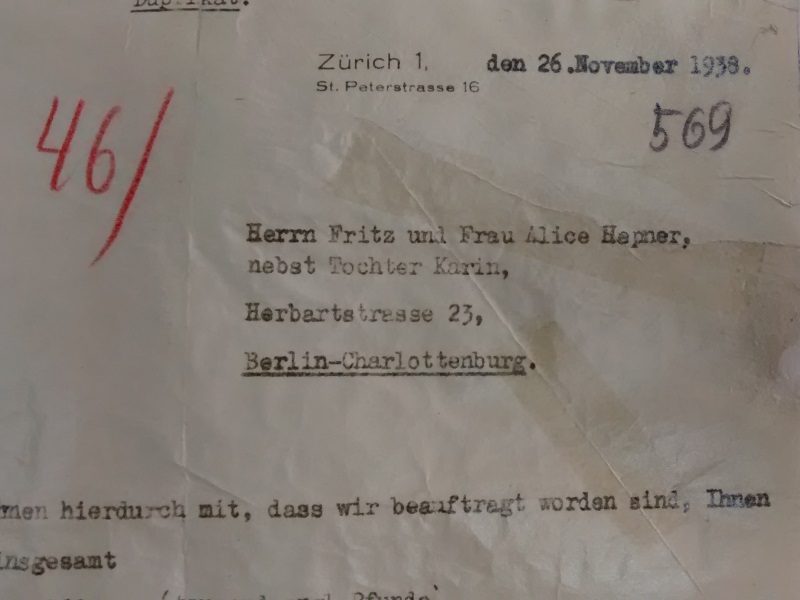 Duplikat.
Zürich 1, den 26.November 1938.
St. Peterstrasse 16
46/
569
Herrn Fritz und Frau Alice Hepner,
nebst Tochter Karin,
Herbartstrasse 23,
Berlin-Charlottenburg.
hierdurch mit, dass wir beauftragt worden sind, Ihnen
insgesamt